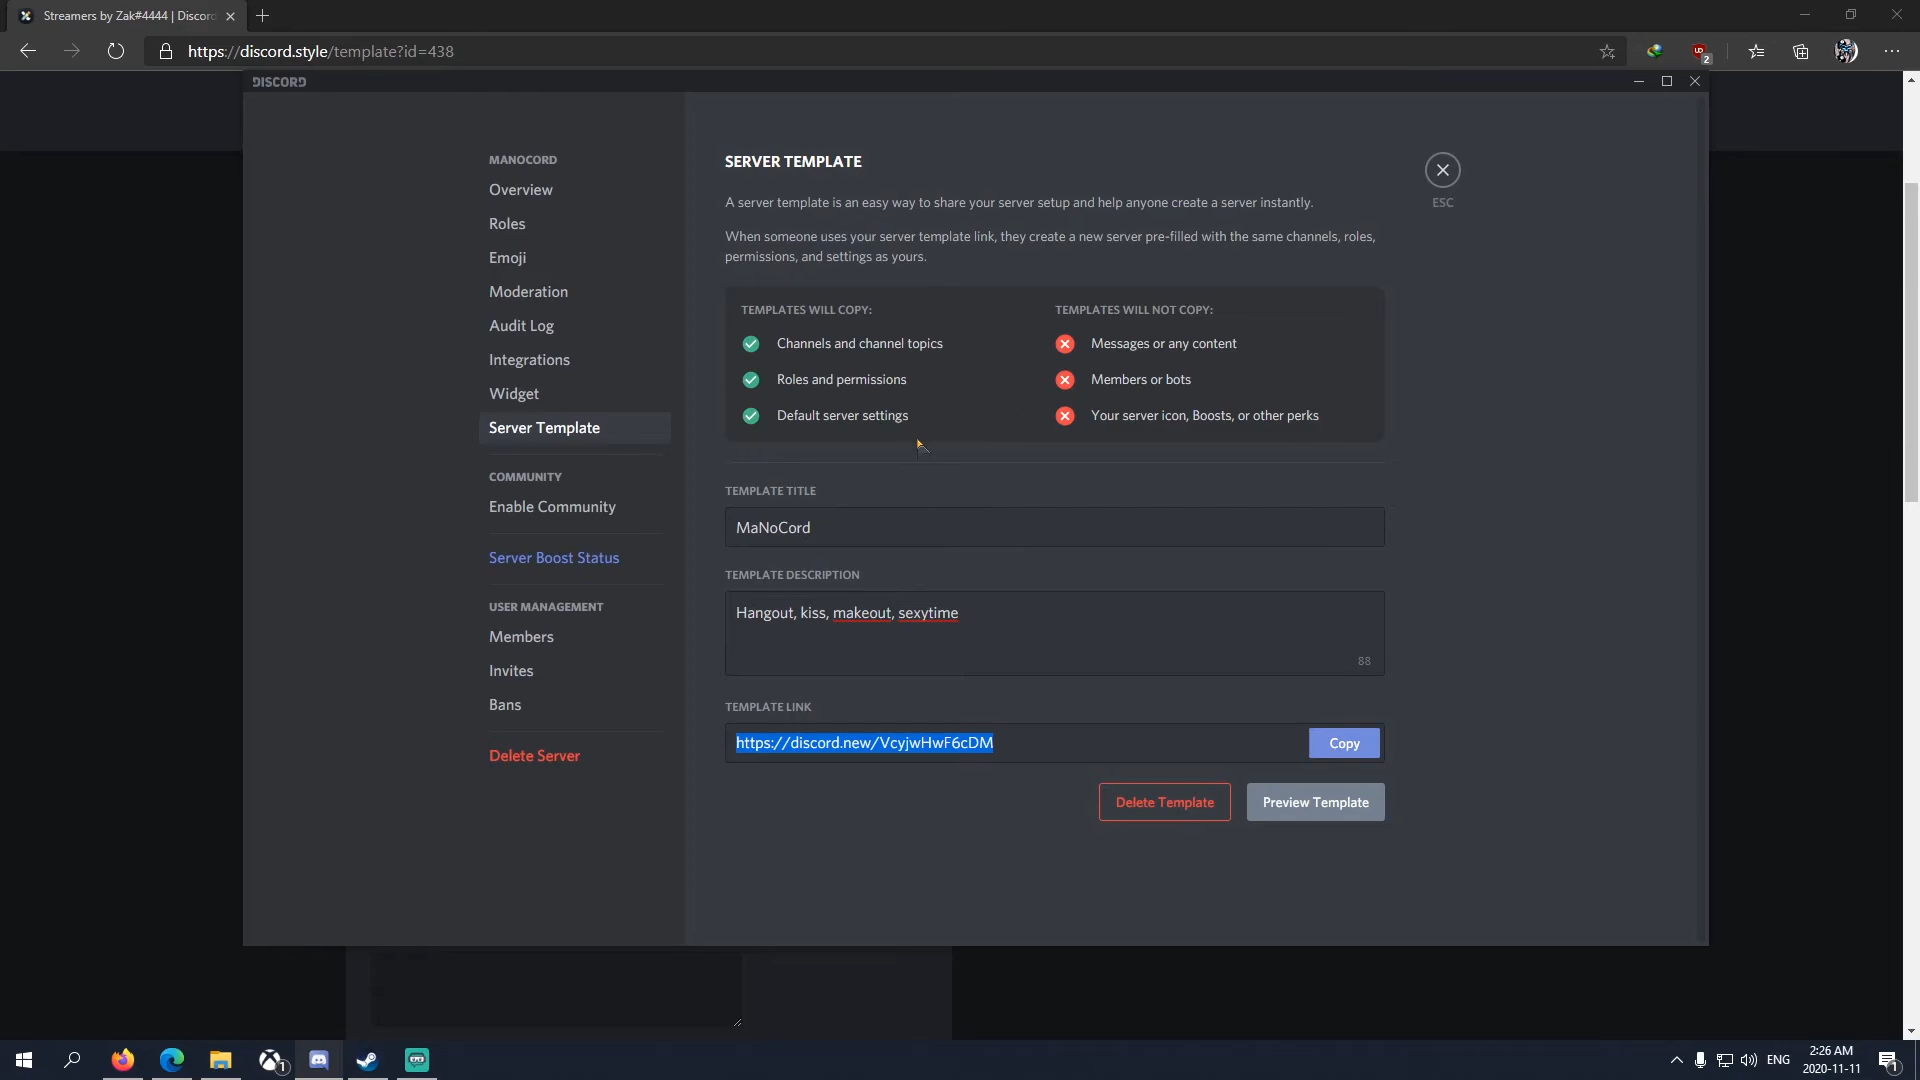 Streamers by Zak#4444 | Discord
https://discord.style/template?id=438
2
DISCORD
MANOCORD
Overview
Roles
Emoji
Moderation
Audit Log
Integrations
Widget
Server Template
COMMUNITY
Enable Community
Server Boost Status
USER MANAGEMENT
Members
Invites
Bans
Delete Server
SERVER TEMPLATE
ESC
A server template is an easy way to share your server setup and help anyone create a server instantly.
When someone uses your server template link, they create a new server pre-filled with the same channels, roles,
permissions, and settings as yours.
TEMPLATES WILL COPY:
Channels and channel topics
Roles and permissions
Default server settings
TEMPLATES WILL NOT COPY:
Messages or any content
Members or bots
Your server icon, Boosts, or other perks
TEMPLATE TITLE
MaNoCord
TEMPLATE DESCRIPTION
Hangout, kiss, makeout, sexytime
88
TEMPLATE LINK
https://discord.new/VcyjwHwF6cDM
Copy
Delete Template
Preview Template
1
ENG
2:26 AM
2020-11-11
1